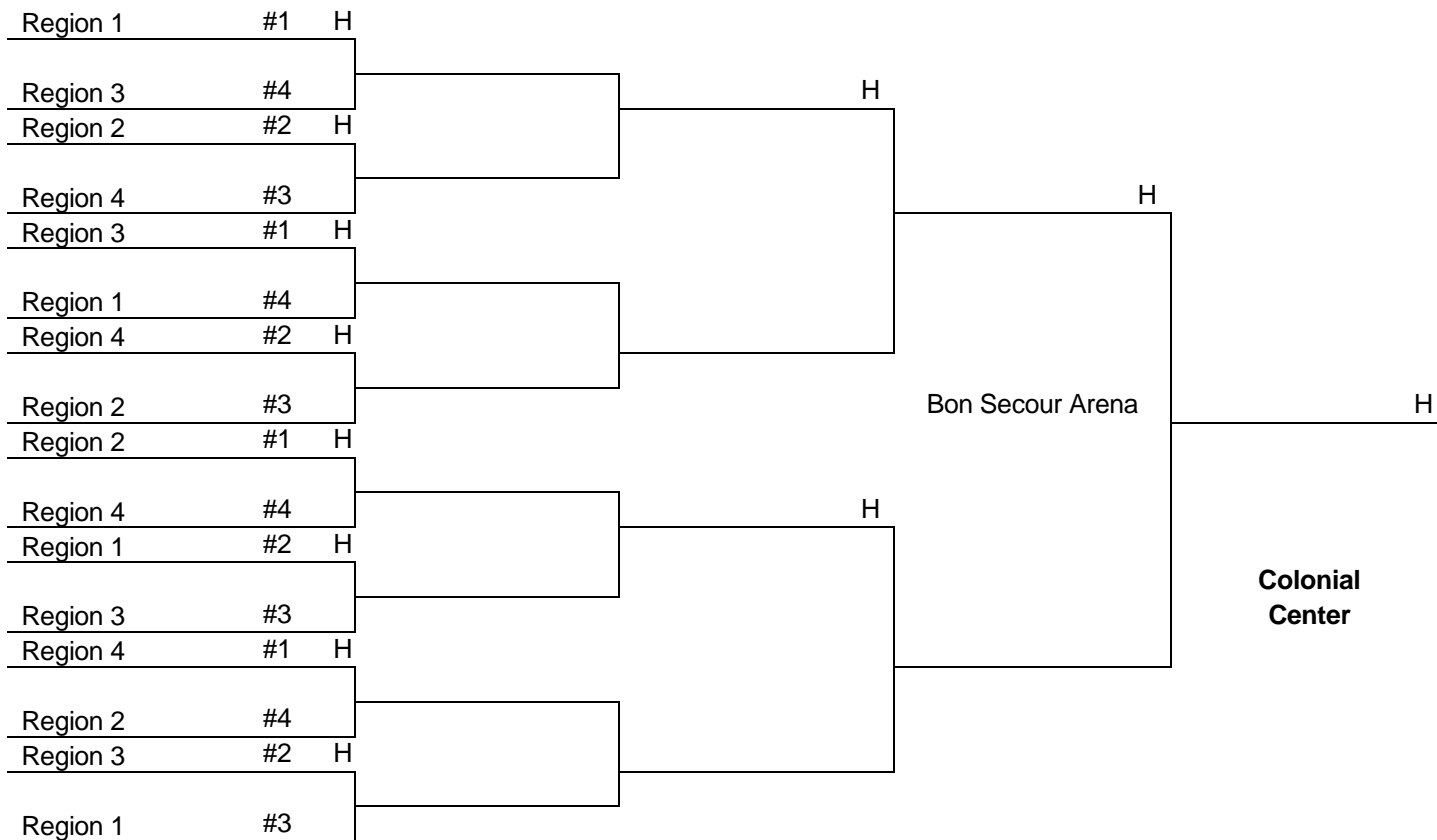 Region 1 #1 H
Region 3 #4 H
Region 2 #2 H
Region 4 #3 H
Region 3 #1 H
Region 1 #4
Region 4 #2 H
Region 2 #3 Bon Secour Arena H
Region 2 #1 H
Region 4 #4 H
Region 1 #2 H
Colonial
Region 3 #3 Center
Region 4 #1 H
Region 2 #4
Region 3 #2 H
Region 1 #3